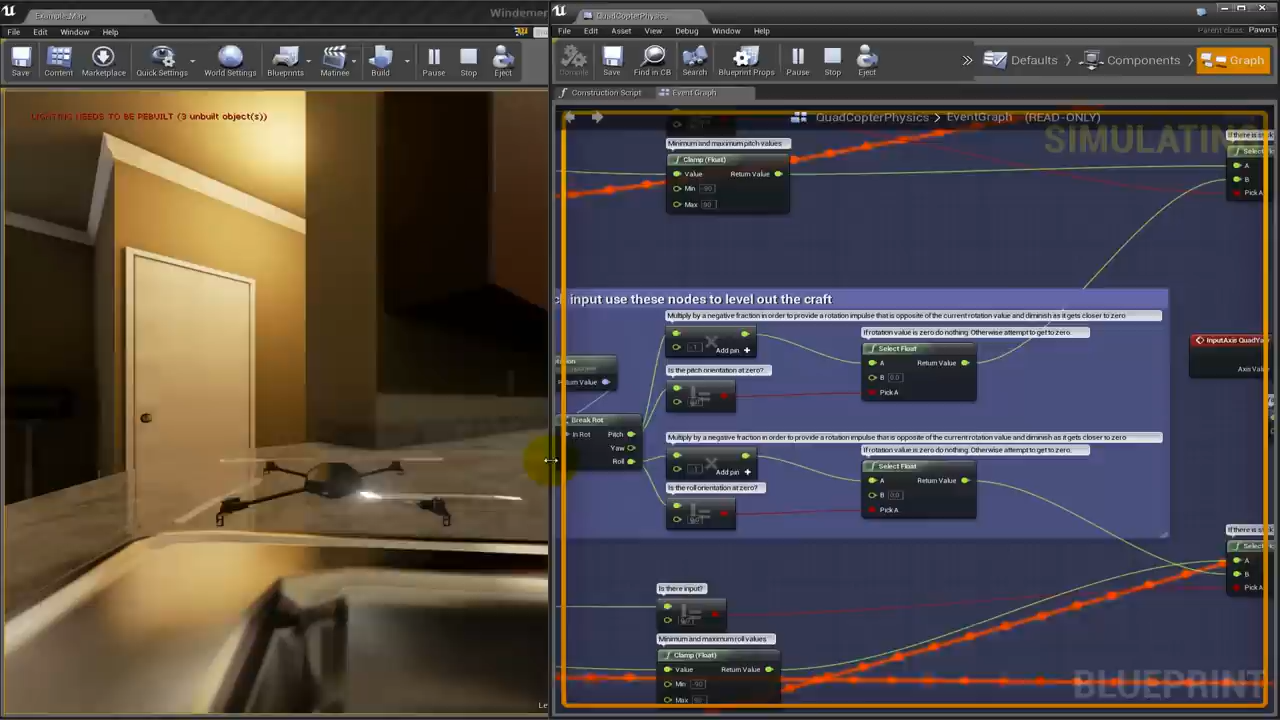 Example_Map
File Edit Window Help
Save Content Marketplace Quick Settings World Settings Blueprints Matinee Build Pause Stop Eject
LIGHTING NEEDS TO BE REBUILT (3 unbuilt object(s))
QuadCopterPhysics
File Edit Asset View Debug Window Help
Compile Save Find in CB Search Blueprint Props Pause Stop Eject
Defaults Components Graph
Construction Script Event Graph
QuadCopterPhysics > EventGraph (READ-ONLY)
SIMULATING
Minimum and maximum pitch values
Clamp (Float)
Value Return Value
Min -90
Max 90
A
B
Pick A
input use these nodes to level out the craft
Multiply by a negative fraction in order to provide a rotation impulse that is opposite of the current rotation value and diminish as it gets closer to zero
If rotation value is zero do nothing. Otherwise attempt to get to zero.
Add pin +
Select Float
A Return Value
B 0.0
Pick A
Is the pitch orientation at zero?
Return Value
Break Rot
In Rot Pitch
Yaw
Roll
InputAxis QuadYa
Axis Value
Multiply by a negative fraction in order to provide a rotation impulse that is opposite of the current rotation value and diminish as it gets closer to zero
If rotation value is zero do nothing. Otherwise attempt to get to zero.
Add pin +
Select Float
A Return Value
B 0.0
Pick A
Is the roll orientation at zero?
If there is
Select
A
B
Pick A
Is there input?
Minimum and maximum roll values
Clamp (Float)
Value Return Value
Min -90
Max
BLUEPRINT